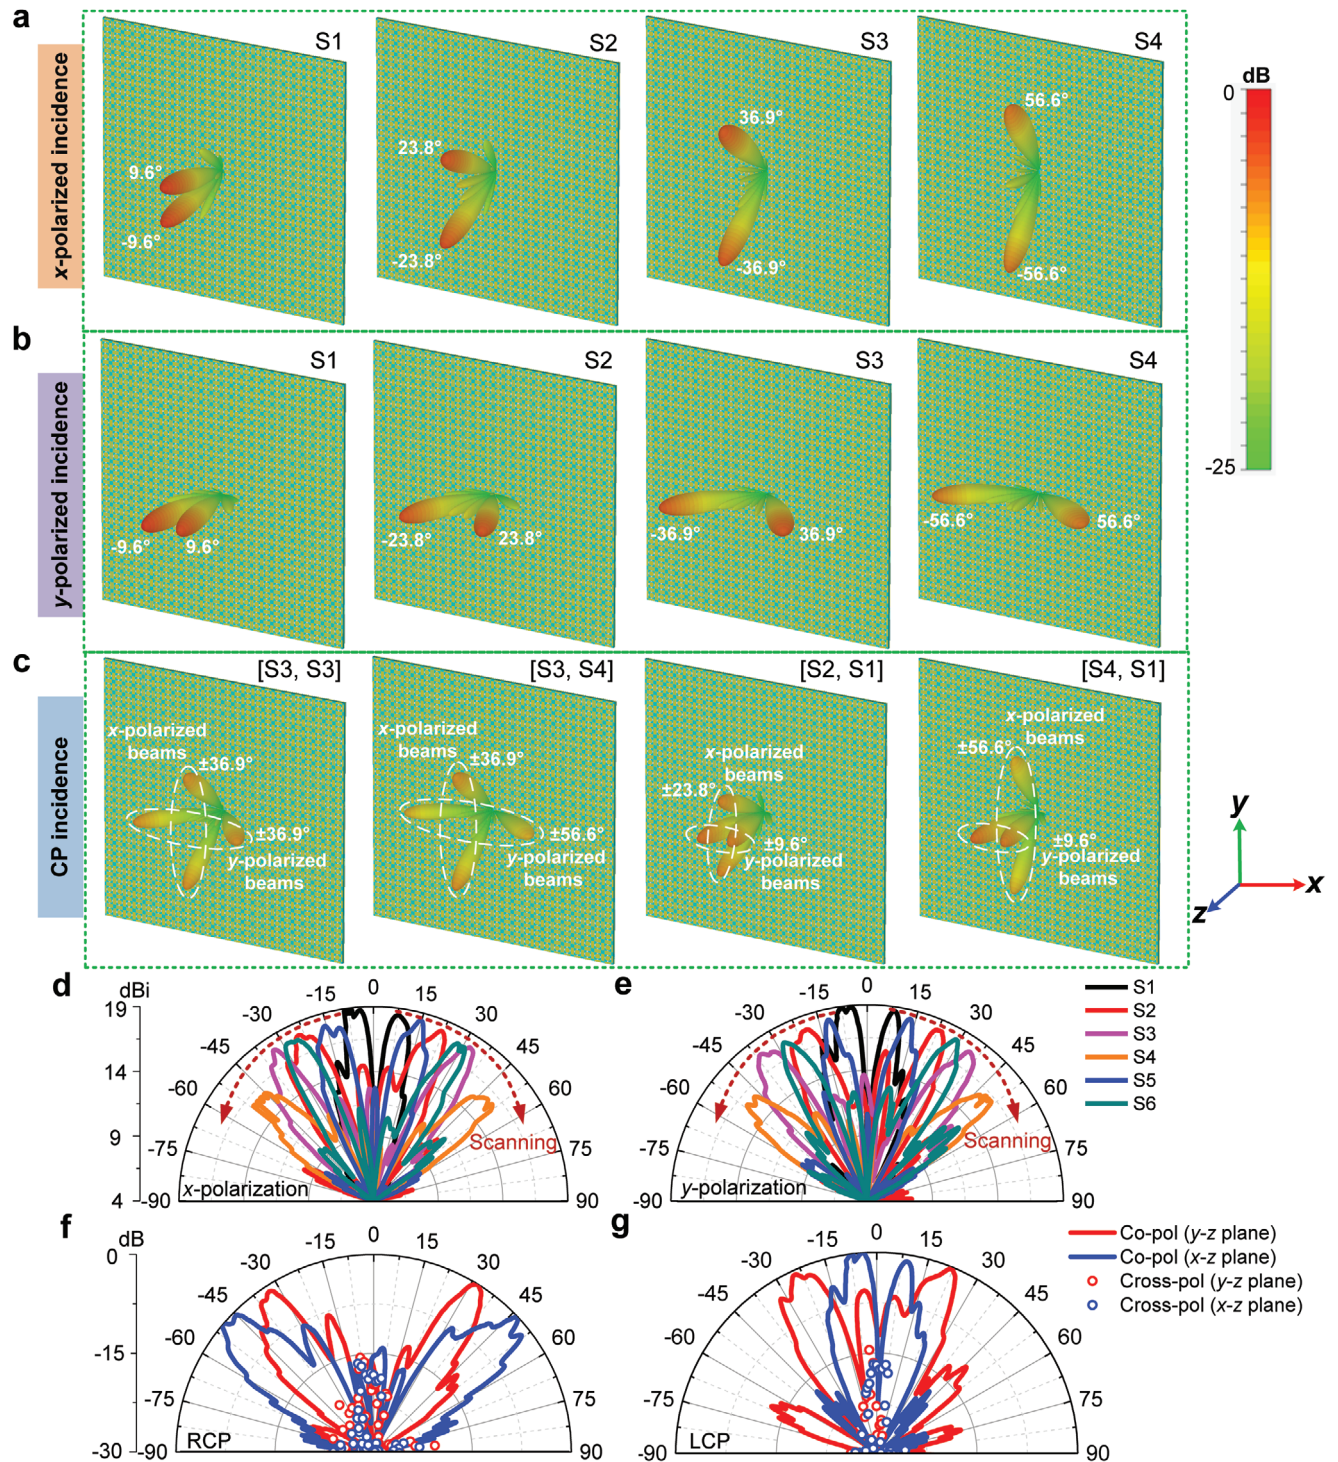 a
x-polarized incidence
S1
9.6°
-9.6°
S2
23.8°
-23.8°
S3
36.9°
-36.9°
S4
56.6°
-56.6°
dB
0
-25
b
y-polarized incidence
S1
-9.6°
9.6°
S2
-23.8°
23.8°
S3
-36.9°
36.9°
S4
-56.6°
56.6°
c
CP incidence
[S3, S3]
x-polarized
beams
±36.9°
±36.9°
y-polarized
beams
[S3, S4]
x-polarized
beams
±36.9°
±56.6°
y-polarized
beams
[S2, S1]
x-polarized
beams
±23.8°
±9.6°
y-polarized
beams
[S4, S1]
x-polarized
beams
±56.6°
±9.6°
y-polarized
beams
y
x
z
d
dBi
19
14
9
4
-90
-75
-60
-45
-30
-15
0
15
30
45
60
75
90
Scanning
x-polarization
e
-90
-75
-60
-45
-30
-15
0
15
30
45
60
75
90
Scanning
y-polarization
S1
S2
S3
S4
S5
S6
f
dB
0
-15
-30
-90
-75
-60
-45
-30
-15
0
15
30
45
60
75
90
RCP
g
-90
-75
-60
-45
-30
-15
0
15
30
45
60
75
90
LCP
Co-pol (y-z plane)
Co-pol (x-z plane)
Cross-pol (y-z plane)
Cross-pol (x-z plane)